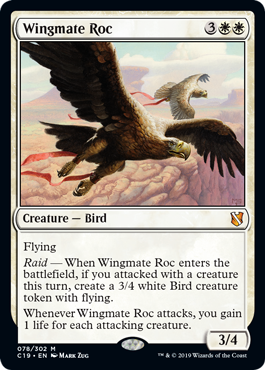 Wingmate Roc 3
Creature — Bird
Flying
Raid — When Wingmate Roc enters the
battlefield, if you attacked with a creature
this turn, create a 3/4 white Bird creature
token with flying.
Whenever Wingmate Roc attacks, you gain
1 life for each attacking creature.
3/4
078/302 M
C19 • EN Mark Zug
™ & © 2019 Wizards of the Coast